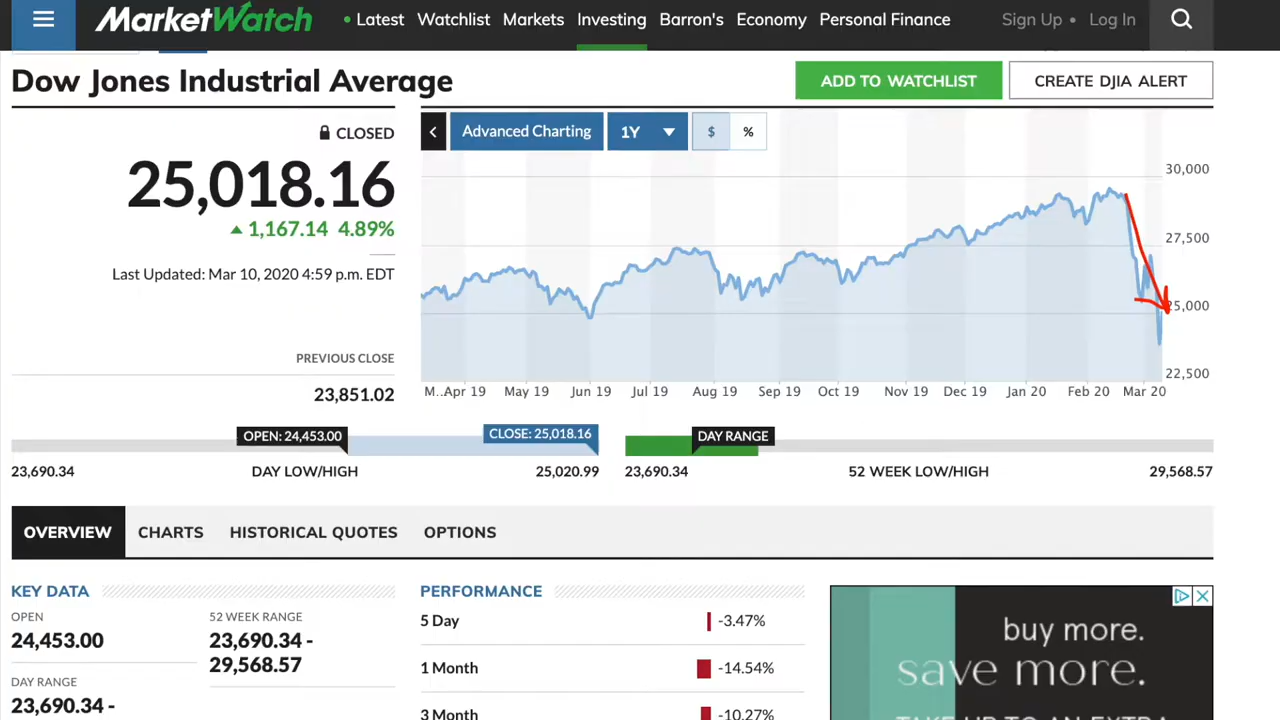 MarketWatch
Latest Watchlist Markets Investing Barron's Economy Personal Finance Sign Up • Log In
Dow Jones Industrial Average
ADD TO WATCHLIST
CREATE DJIA ALERT
CLOSED
25,018.16
1,167.14 4.89%
Last Updated: Mar 10, 2020 4:59 p.m. EDT
PREVIOUS CLOSE
23,851.02
Advanced Charting
1Y
$
%
30,000
27,500
25,000
22,500
M.. Apr 19 May 19 Jun 19 Jul 19 Aug 19 Sep 19 Oct 19 Nov 19 Dec 19 Jan 20 Feb 20 Mar 20
OPEN: 24,453.00
CLOSE: 25,018.16
23,690.34 DAY LOW/HIGH 25,020.99
DAY RANGE
23,690.34 52 WEEK LOW/HIGH 29,568.57
OVERVIEW CHARTS HISTORICAL QUOTES OPTIONS
KEY DATA
OPEN
24,453.00
52 WEEK RANGE
23,690.34 -
29,568.57
DAY RANGE
23,690.34 -
PERFORMANCE
5 Day -3.47%
1 Month -14.54%
3 Month -10.27%
buy more.
save more.
TAKE UP TO AN EXTRA